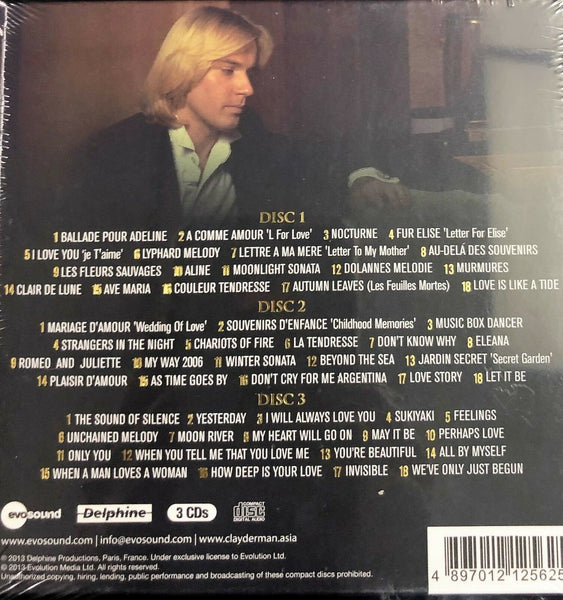 DISC 1
1 BALLADE POUR ADELINE 2 A COMME AMOUR 'L For Love' 3 NOCTURNE 4 FUR ELISE 'Letter For Elise'
5 I LOVE YOU 'je T'aime' 6 LYPHARD MELODY 7 LETTRE A MA MERE 'Letter To My Mother' 8 AU-DELÁ DES SOUVENIRS
9 LES FLEURS SAUVAGES 10 ALINE 11 MOONLIGHT SONATA 12 DOLANNES MELODIE 13 MURMURES
14 CLAIR DE LUNE 15 AVE MARIA 16 COULEUR TENDRESSE 17 AUTUMN LEAVES (Les Feuilles Mortes) 18 LOVE IS LIKE A TIDE
DISC 2
1 MARIAGE D'AMOUR 'Wedding Of Love' 2 SOUVENIRS D'ENFANCE 'Childhood Memories' 3 MUSIC BOX DANCER
4 STRANGERS IN THE NIGHT 5 CHARIOTS OF FIRE 6 LA TENDRESSE 7 DON'T KNOW WHY 8 ELEANA
9 ROMEO AND JULIETTE 10 MY WAY 2006 11 WINTER SONATA 12 BEYOND THE SEA 13 JARDIN SECRET 'Secret Garden'
14 PLAISIR D'AMOUR 15 AS TIME GOES BY 16 DON'T CRY FOR ME ARGENTINA 17 LOVE STORY 18 LET IT BE
DISC 3
1 THE SOUND OF SILENCE 2 YESTERDAY 3 I WILL ALWAYS LOVE YOU 4 SUKIYAKI 5 FEELINGS
6 UNCHAINED MELODY 7 MOON RIVER 8 MY HEART WILL GO ON 9 MAY IT BE 10 PERHAPS LOVE
11 ONLY YOU 12 WHEN YOU TELL ME THAT YOU LOVE ME 13 YOU'RE BEAUTIFUL 14 ALL BY MYSELF
15 WHEN A MAN LOVES A WOMAN 16 HOW DEEP IS YOUR LOVE 17 INVISIBLE 18 WE'VE ONLY JUST BEGUN
evosound Delphine 3 CDs COMPACT disc DIGITAL AUDIO
www.evosound.com | info@evosound.com | www.clayderman.asia
© 2013 Delphine Productions, Paris, France. Under exclusive license to Evolution Ltd.
© 2013 Evolution Media Ltd. All rights reserved.
Unauthorized copying, hiring, lending, public performance and broadcasting of these compact discs prohibited.
4 897012 125625